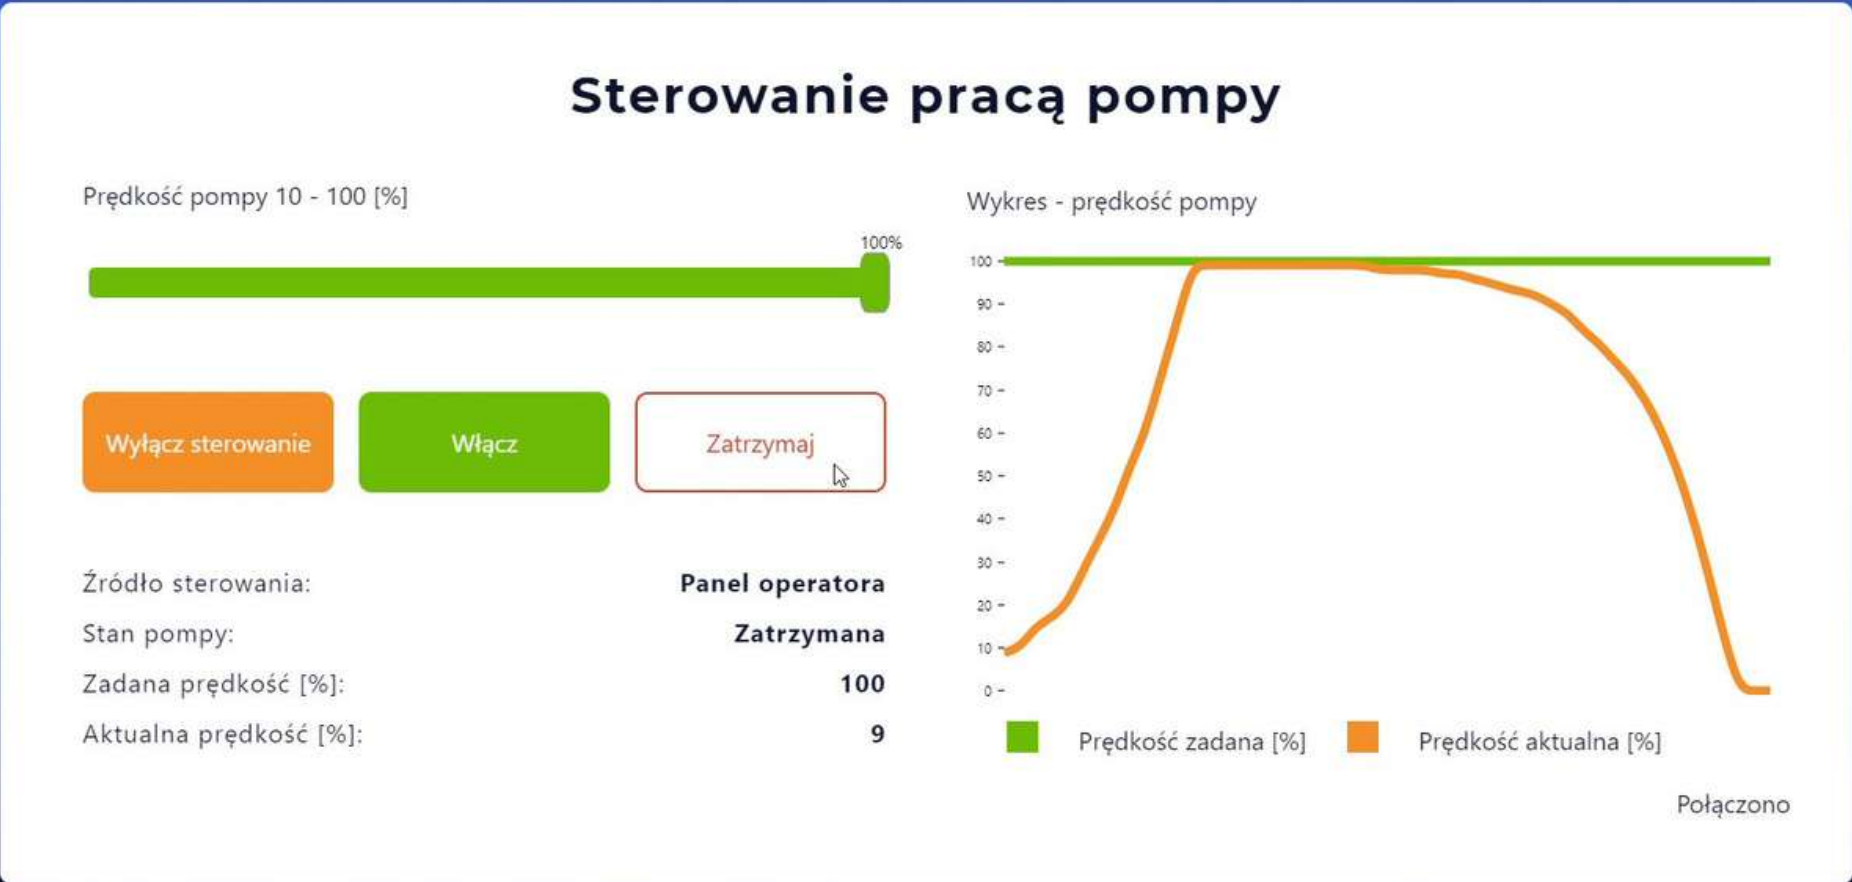 Sterowanie pracą pompy
Prędkość pompy 10 - 100 [%]
100%
Wyłącz sterowanie
Włącz
Zatrzymaj
Źródło sterowania: Panel operatora
Stan pompy: Zatrzymana
Zadana prędkość [%]: 100
Aktualna prędkość [%]: 9
Wykres - prędkość pompy
100
90
80
70
60
50
40
30
20
10
0
Prędkość zadana [%] Prędkość aktualna [%]
Połączono